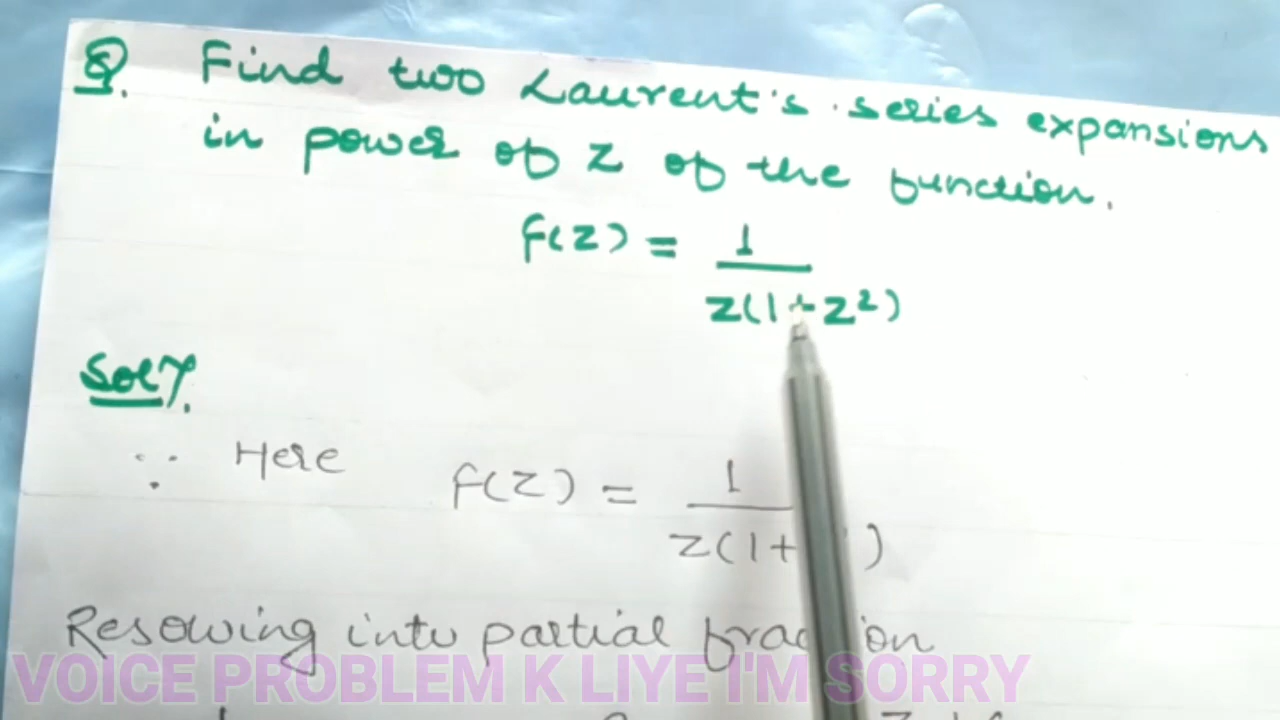 Q. Find two Laurent's series expansions
in power of z of the function.
f(z) = 1
z(1+z²)
Solⁿ.
∵ Here f(z) = 1
z(1+ )
Resowing into partial fraction
VOICE PROBLEM K LIYE I'M SORRY